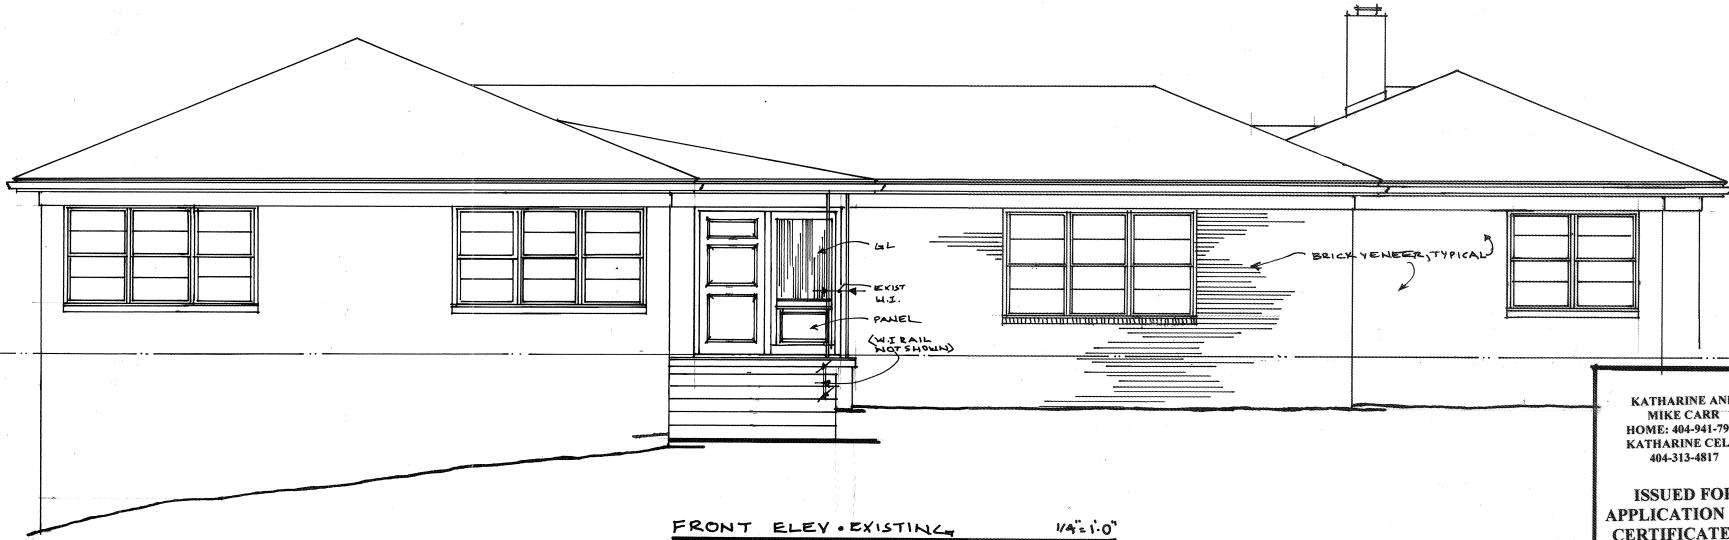 GL
EXIST
W.I.
PANEL
(W.I RAIL
NOT SHOWN)
BRICK VENEER, TYPICAL
FRONT ELEV • EXISTING 1/4"=1'-0"
KATHARINE AN
MIKE CARR
HOME: 404-941-79
KATHARINE CEL
404-313-4817
ISSUED FO
APPLICATION
CERTIFICATE